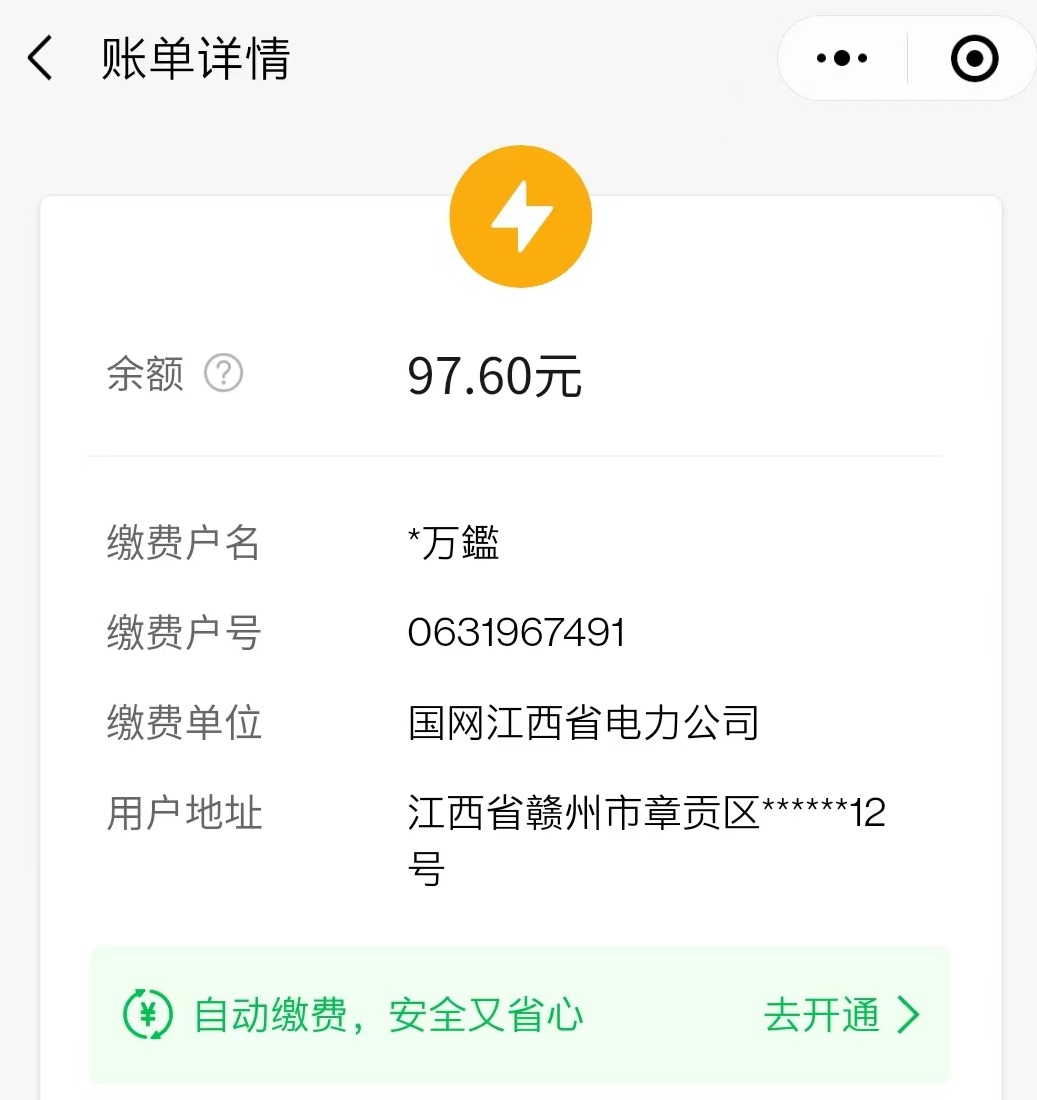 账单详情
余额 ?
97.60元
缴费户名 *万鑑
缴费户号 0631967491
缴费单位 国网江西省电力公司
用户地址 江西省赣州市章贡区******12
号
¥ 自动缴费，安全又省心 去开通